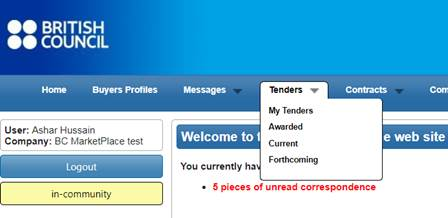 BRITISH
COUNCIL
Home Buyers Profiles Messages Tenders Contracts
My Tenders
Awarded
Current
Forthcoming
User: Ashar Hussain
Company: BC MarketPlace test
Logout
in-community
Welcome to web site
You currently
5 pieces of unread correspondence